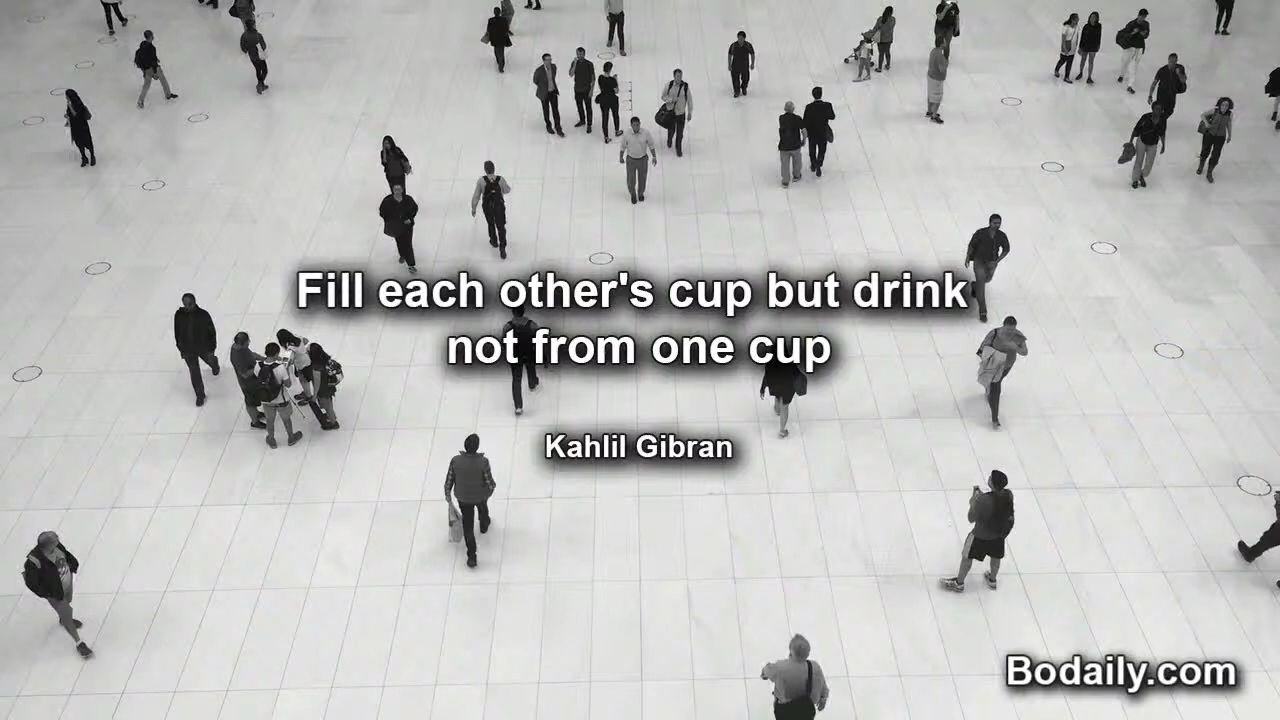 Fill each other's cup but drink
not from one cup
Kahlil Gibran
Bodaily.com